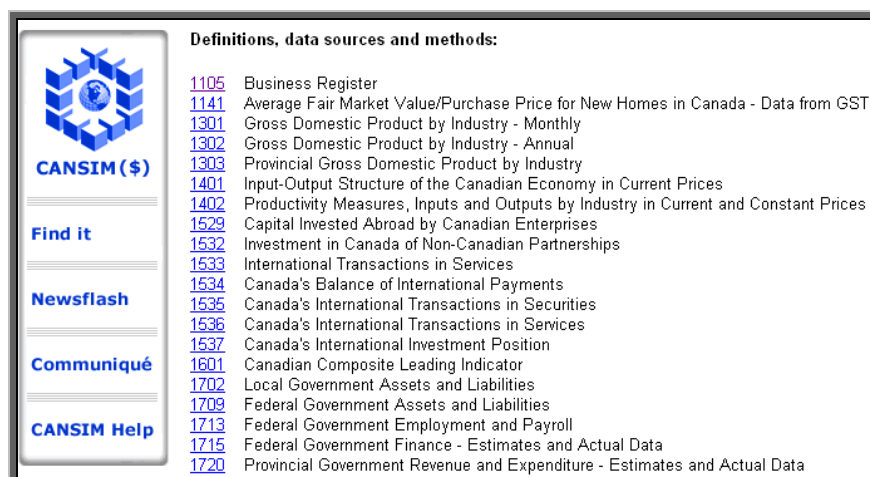 CANSIM($)
Find it
Newsflash
Communiqué
CANSIM Help
Definitions, data sources and methods:
1105 Business Register
1141 Average Fair Market Value/Purchase Price for New Homes in Canada - Data from GST
1301 Gross Domestic Product by Industry - Monthly
1302 Gross Domestic Product by Industry - Annual
1303 Provincial Gross Domestic Product by Industry
1401 Input-Output Structure of the Canadian Economy in Current Prices
1402 Productivity Measures, Inputs and Outputs by Industry in Current and Constant Prices
1529 Capital Invested Abroad by Canadian Enterprises
1532 Investment in Canada of Non-Canadian Partnerships
1533 International Transactions in Services
1534 Canada's Balance of International Payments
1535 Canada's International Transactions in Securities
1536 Canada's International Transactions in Services
1537 Canada's International Investment Position
1601 Canadian Composite Leading Indicator
1702 Local Government Assets and Liabilities
1709 Federal Government Assets and Liabilities
1713 Federal Government Employment and Payroll
1715 Federal Government Finance - Estimates and Actual Data
1720 Provincial Government Revenue and Expenditure - Estimates and Actual Data